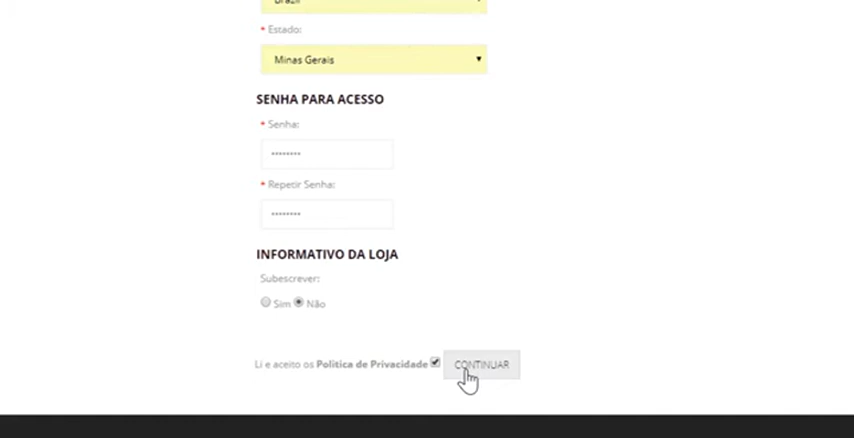 Brazil
* Estado:
Minas Gerais
SENHA PARA ACESSO
* Senha:
••••••••
* Repetir Senha:
••••••••
INFORMATIVO DA LOJA
Subescrever:
Sim Não
Li e aceito os Politica de Privacidade CONTINUAR